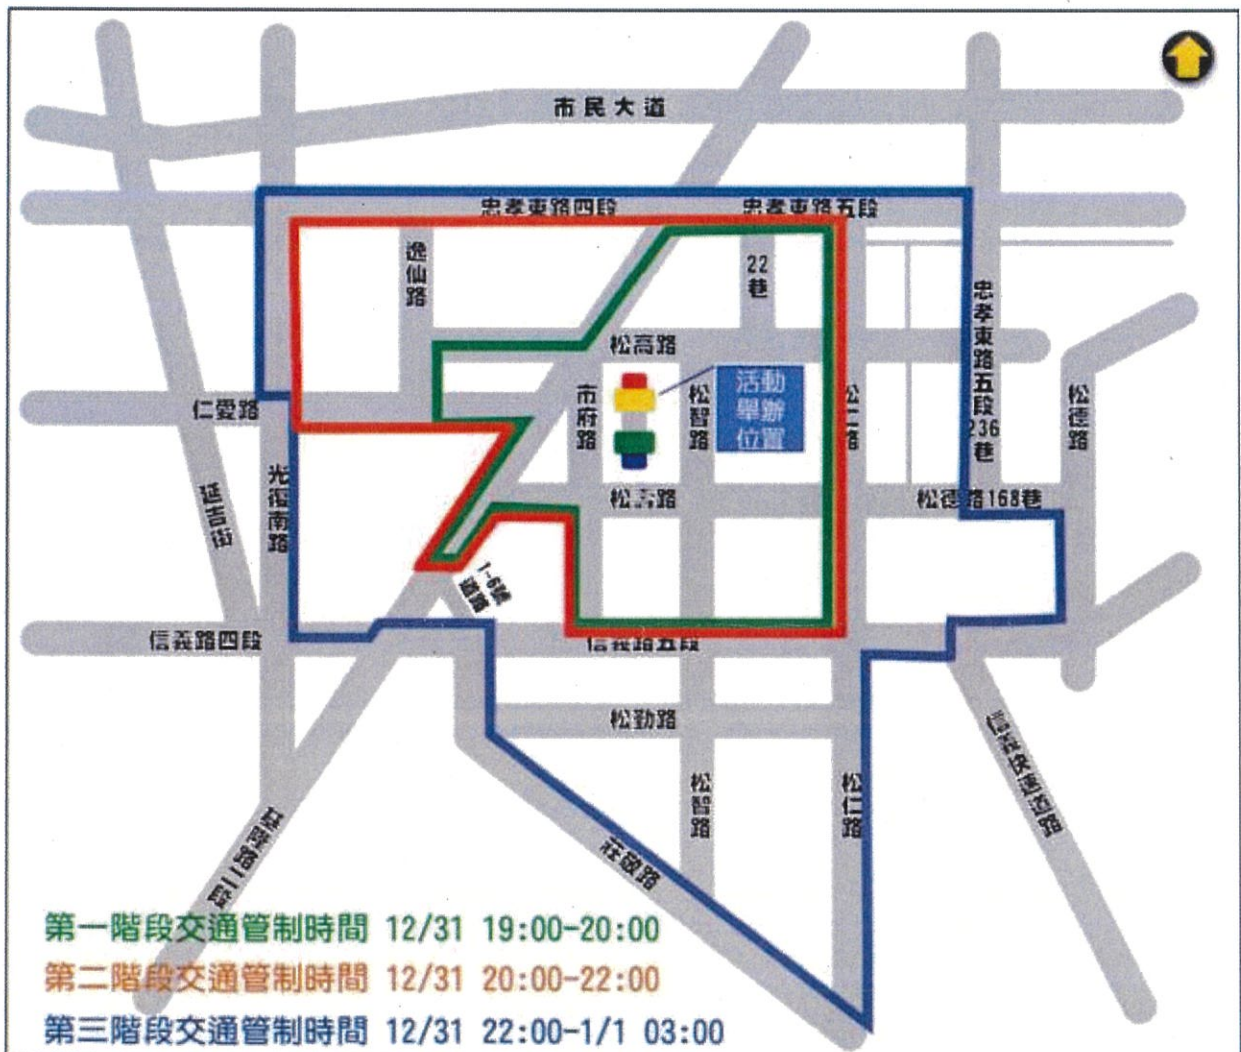 市民大道
忠孝東路四段
忠孝東路五段
逸仙路
22巷
忠孝東路五段236巷
松高路
活動
舉辦
位置
仁愛路
市府路
松智路
松仁路
松德路
光復南路
延吉街
松壽路
松德路168巷
1-6號
道路
信義路四段
信義路五段
松勤路
信義快速道路
松智路
松仁路
基隆路二段
莊敬路
第一階段交通管制時間 12/31 19:00-20:00
第二階段交通管制時間 12/31 20:00-22:00
第三階段交通管制時間 12/31 22:00-1/1 03:00